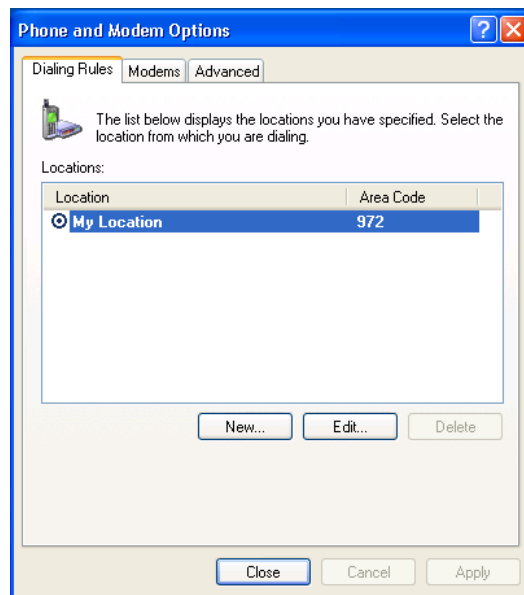 Phone and Modem Options
Dialing Rules Modems Advanced
The list below displays the locations you have specified. Select the
location from which you are dialing.
Locations:
Location Area Code
My Location 972
New... Edit... Delete
Close Cancel Apply